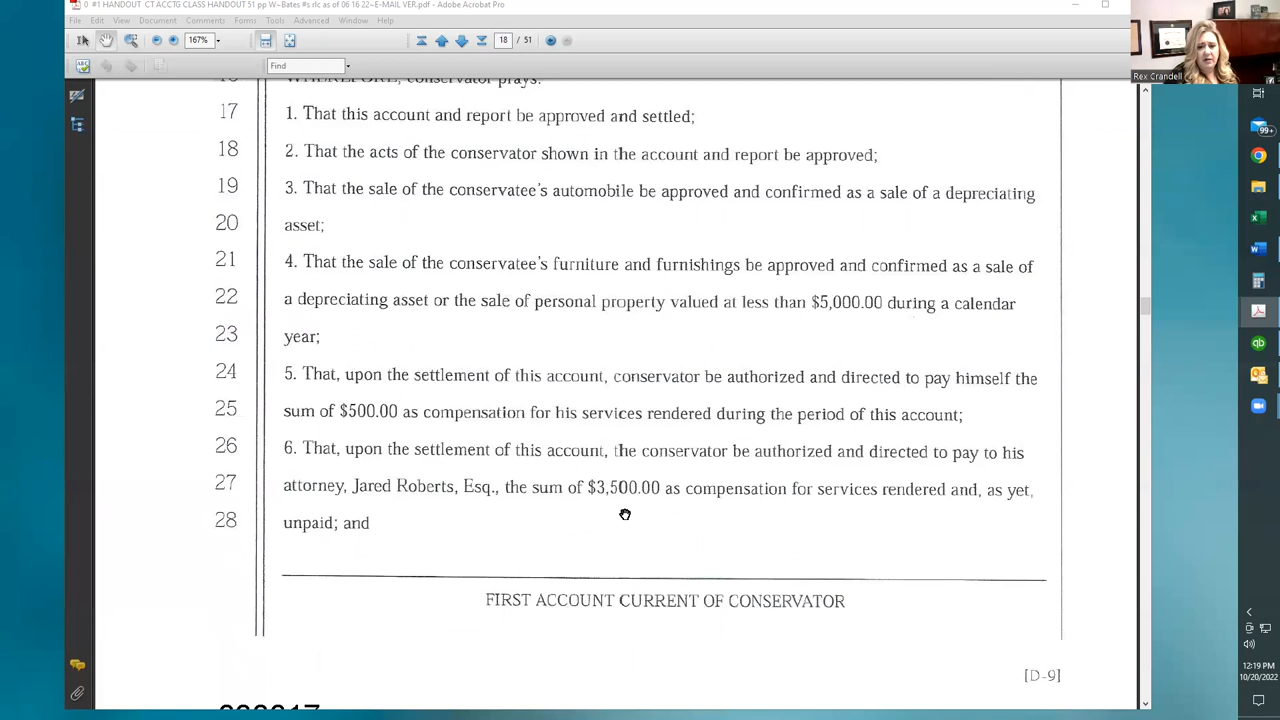 0 #1 HANDOUT CT ACCTG CLASS HANDOUT 51 pp W~Bates #s rlc as of 06 16 22~E-MAIL VER.pdf - Adobe Acrobat Pro
File Edit View Document Comments Forms Tools Advanced Window Help
167% 18 / 51
Find
Rex Crandell
99+
16 WHEREFORE, conservator prays:
17 1. That this account and report be approved and settled;
18 2. That the acts of the conservator shown in the account and report be approved;
19 3. That the sale of the conservatee's automobile be approved and confirmed as a sale of a depreciating
20 asset;
21 4. That the sale of the conservatee's furniture and furnishings be approved and confirmed as a sale of
22 a depreciating asset or the sale of personal property valued at less than $5,000.00 during a calendar
23 year;
24 5. That, upon the settlement of this account, conservator be authorized and directed to pay himself the
25 sum of $500.00 as compensation for his services rendered during the period of this account;
26 6. That, upon the settlement of this account, the conservator be authorized and directed to pay to his
27 attorney, Jared Roberts, Esq., the sum of $3,500.00 as compensation for services rendered and, as yet,
28 unpaid; and
FIRST ACCOUNT CURRENT OF CONSERVATOR
[D-9]
000017
12:19 PM
10/20/2022